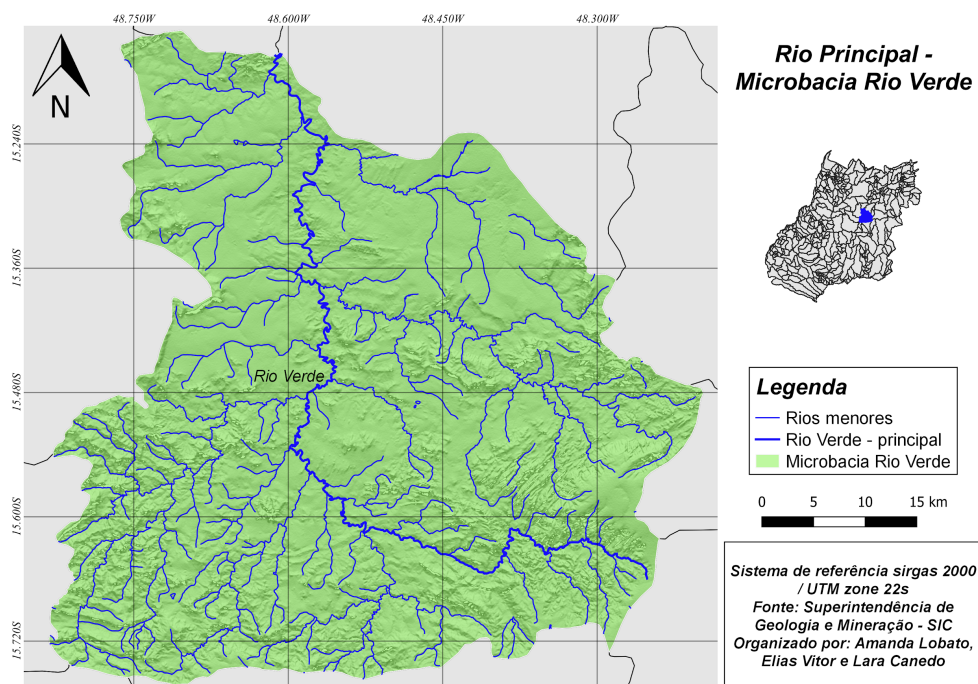 48.750W
48.600W
48.450W
48.300W
Rio Principal -
Microbacia Rio Verde
N
15.240S
15.360S
15.480S
15.600S
15.720S
Rio Verde
Legenda
Rios menores
Rio Verde - principal
Microbacia Rio Verde
0 5 10 15 km
Sistema de referência sirgas 2000
/ UTM zone 22s
Fonte: Superintendência de
Geologia e Mineração - SIC
Organizado por: Amanda Lobato,
Elias Vitor e Lara Canedo